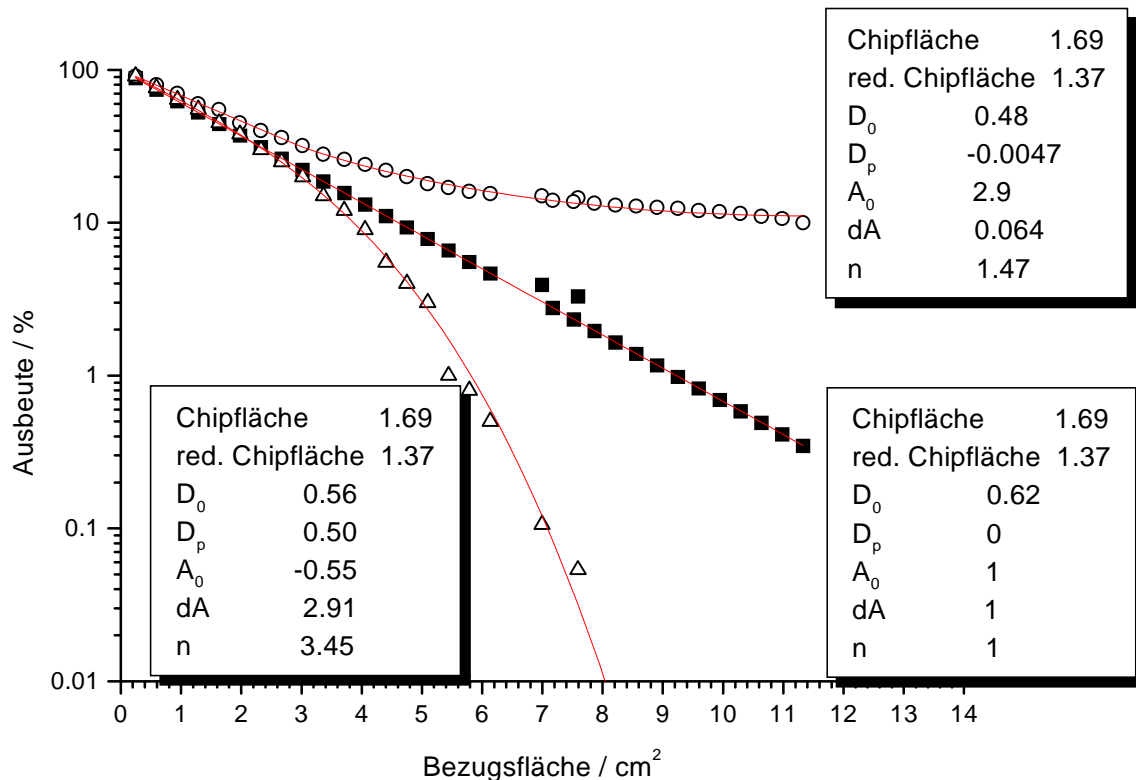 Chipfläche 1.69
red. Chipfläche 1.37
D₀ 0.48
Dₚ -0.0047
A₀ 2.9
dA 0.064
n 1.47
100
10
1
0.1
0.01
Ausbeute / %
Chipfläche 1.69
red. Chipfläche 1.37
D₀ 0.56
Dₚ 0.50
A₀ -0.55
dA 2.91
n 3.45
Chipfläche 1.69
red. Chipfläche 1.37
D₀ 0.62
Dₚ 0
A₀ 1
dA 1
n 1
0 1 2 3 4 5 6 7 8 9 10 11 12 13 14
Bezugsfläche / cm²